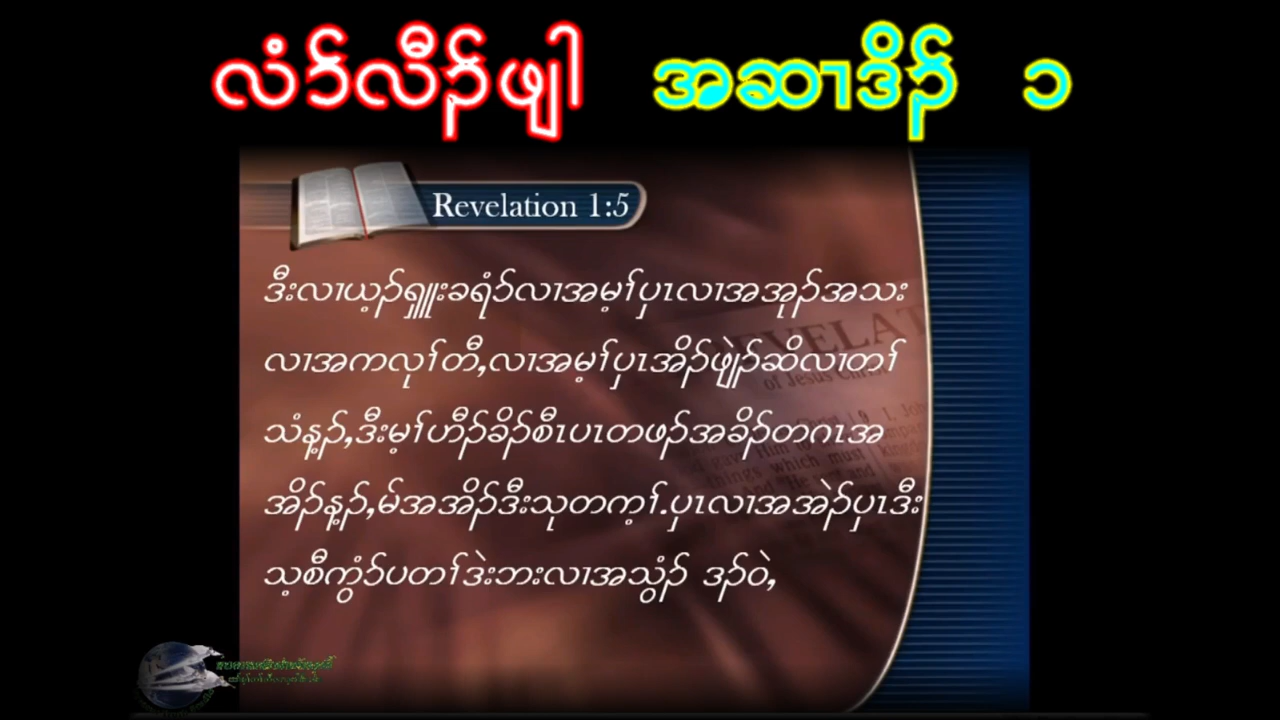 လံာ်လီၣ်ဖျါ အဆၢဒိၣ် ၁
Revelation 1:5
ဒီးလၢယ့ၣ်ရှူးခရံာ်လၢအမ့ၢ်ပှၤလၢအအုၣ်အသး
လၢအကလုၢ်တီ,လၢအမ့ၢ်ပှၤအိၣ်ဖျဲၣ်ဆိလၢတၢ်
သံန့ၣ်,ဒီးမ့ၢ်ဟီၣ်ခိၣ်စီၤပၤတဖၣ်အခိၣ်တဂၤအ
အိၣ်န့ၣ်,မ်အအိၣ်ဒီးသုတက့ၢ်.ပှၤလၢအအဲၣ်ပှၤဒီး
သ့စီကွံာ်ပတၢ်ဒဲးဘးလၢအသွံၣ် ဒၣ်ဝဲ,
REVELAT
of Jesus Christ